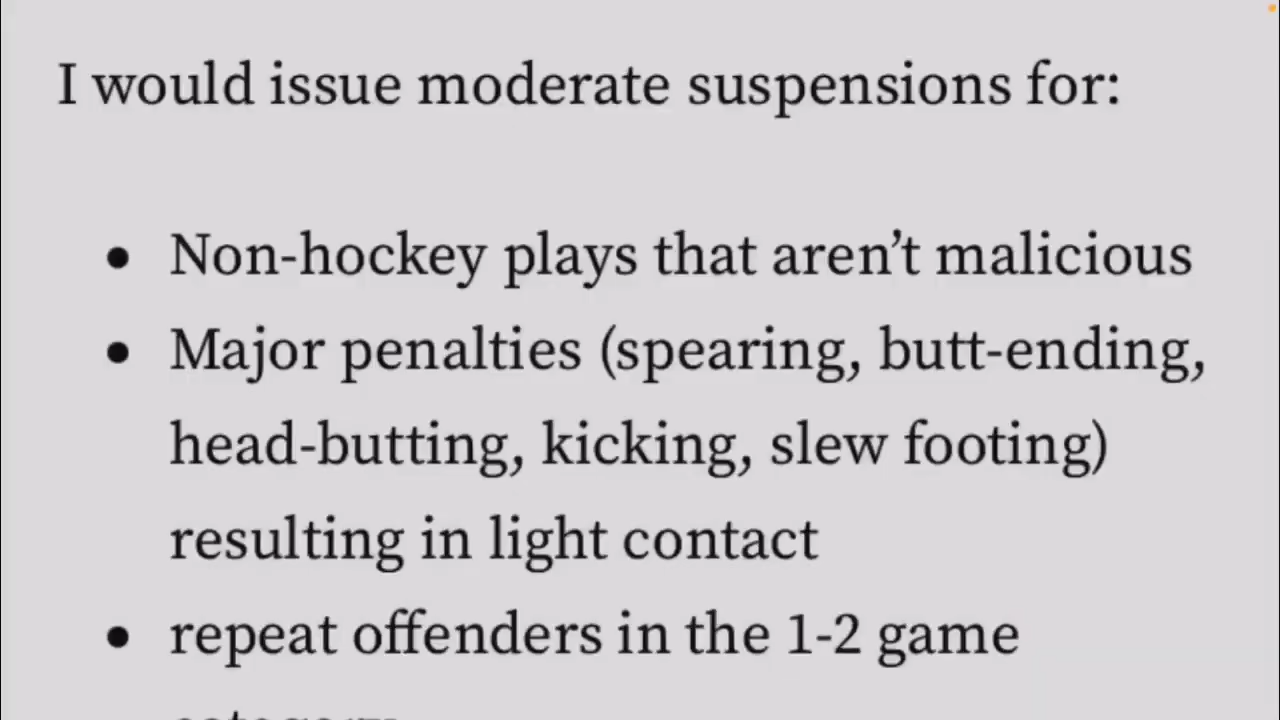 I would issue moderate suspensions for:
• Non-hockey plays that aren’t malicious
• Major penalties (spearing, butt-ending,
head-butting, kicking, slew footing)
resulting in light contact
• repeat offenders in the 1-2 game